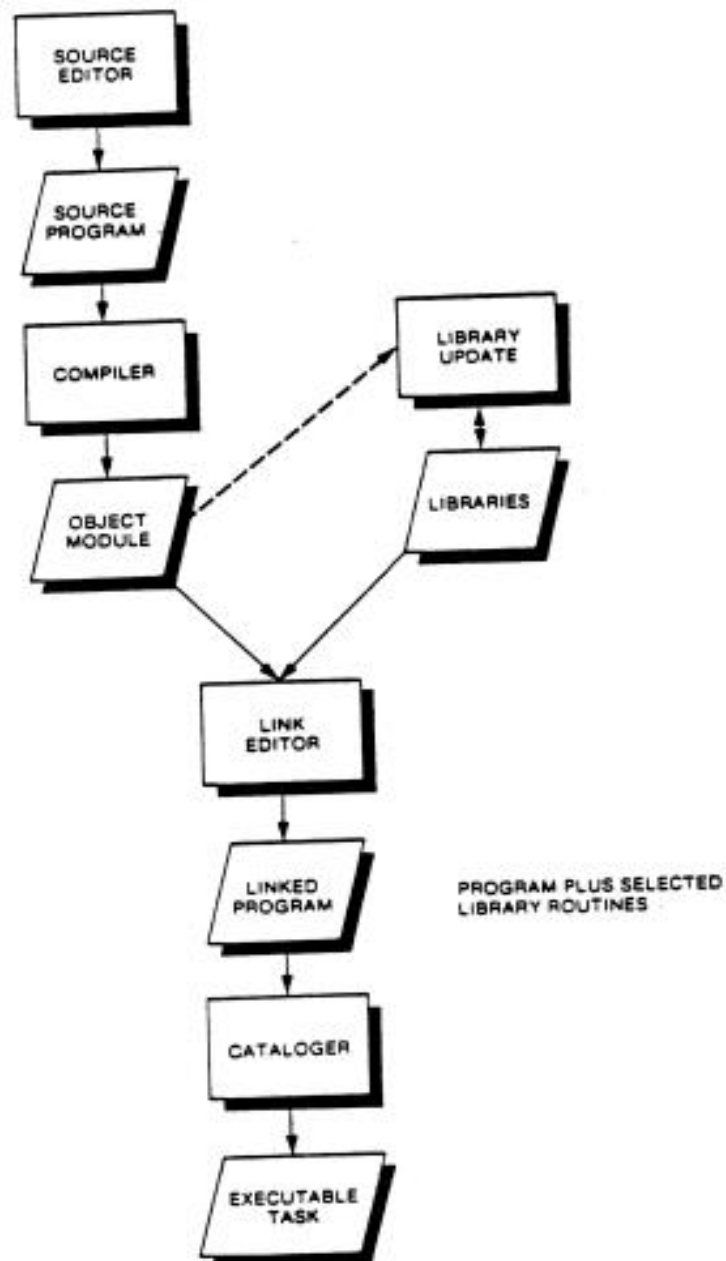 SOURCE
EDITOR
SOURCE
PROGRAM
COMPILER
LIBRARY
UPDATE
OBJECT
MODULE
LIBRARIES
LINK
EDITOR
LINKED
PROGRAM
PROGRAM PLUS SELECTED
LIBRARY ROUTINES
CATALOGER
EXECUTABLE
TASK